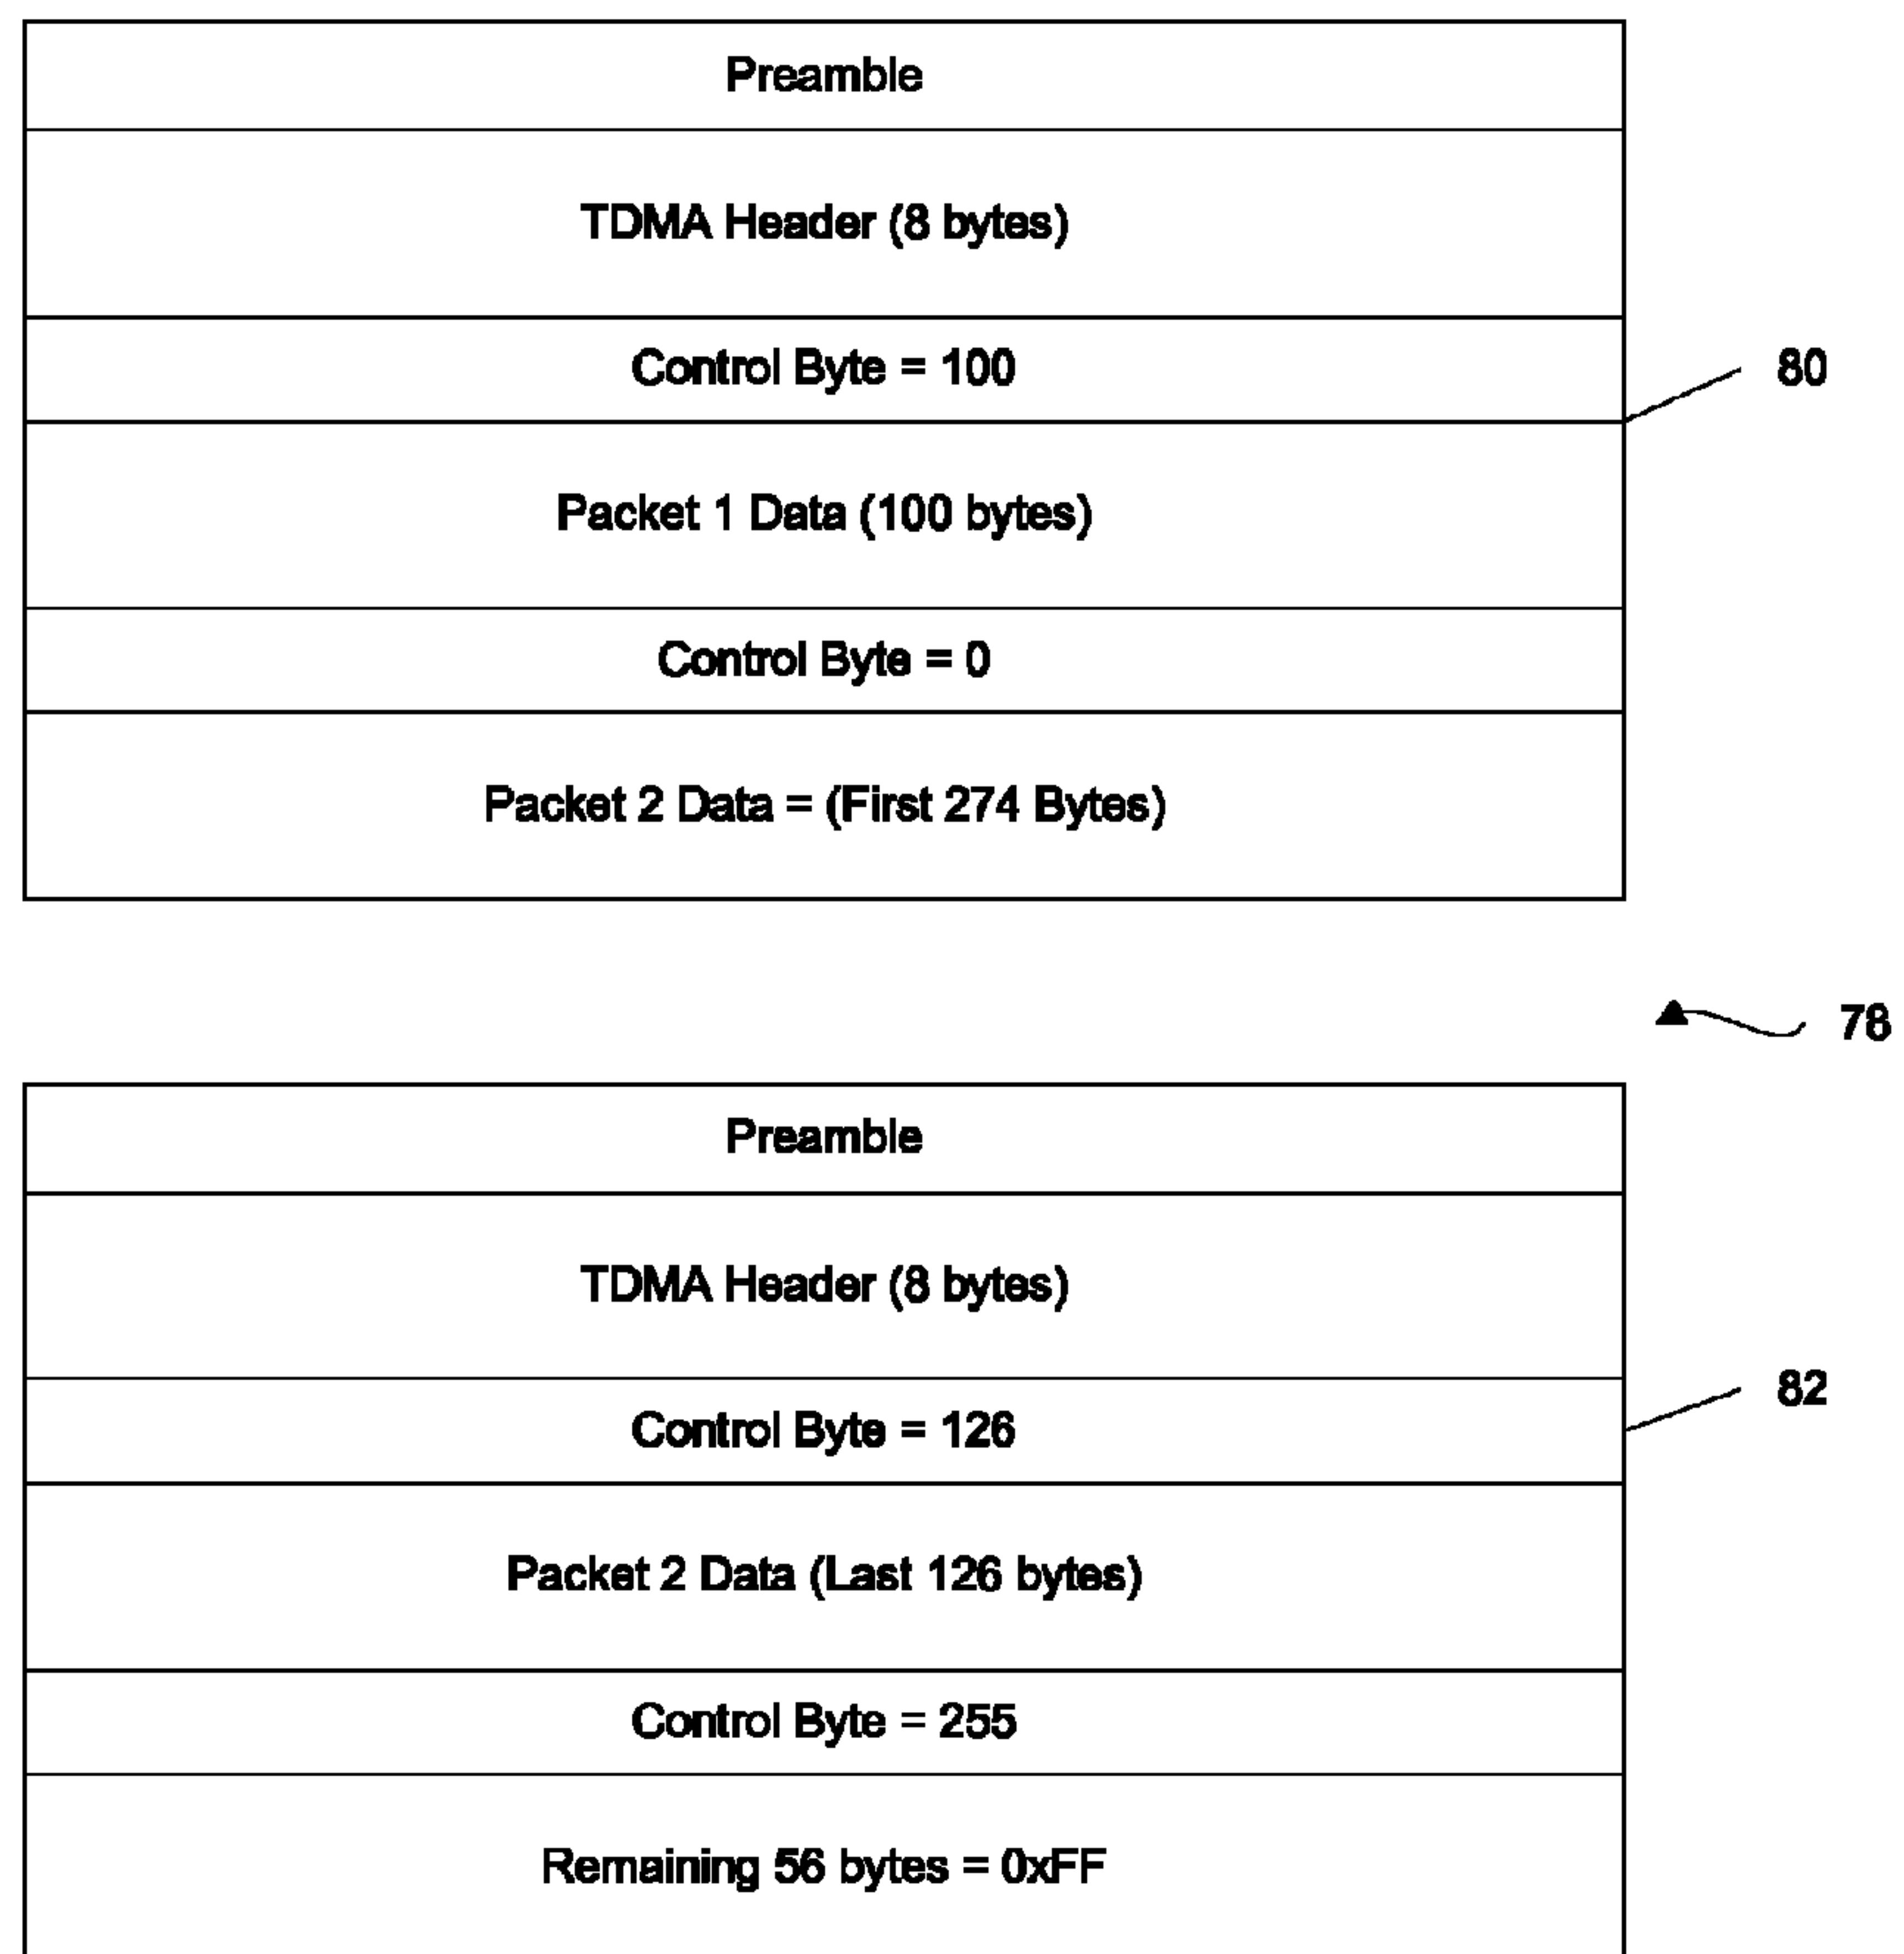 Preamble
TDMA Header (8 bytes)
Control Byte = 100
80
Packet 1 Data (100 bytes)
Control Byte = 0
Packet 2 Data = (First 274 Bytes)
78
Preamble
TDMA Header (8 bytes)
82
Control Byte = 126
Packet 2 Data (Last 126 bytes)
Control Byte = 255
Remaining 56 bytes = 0xFF